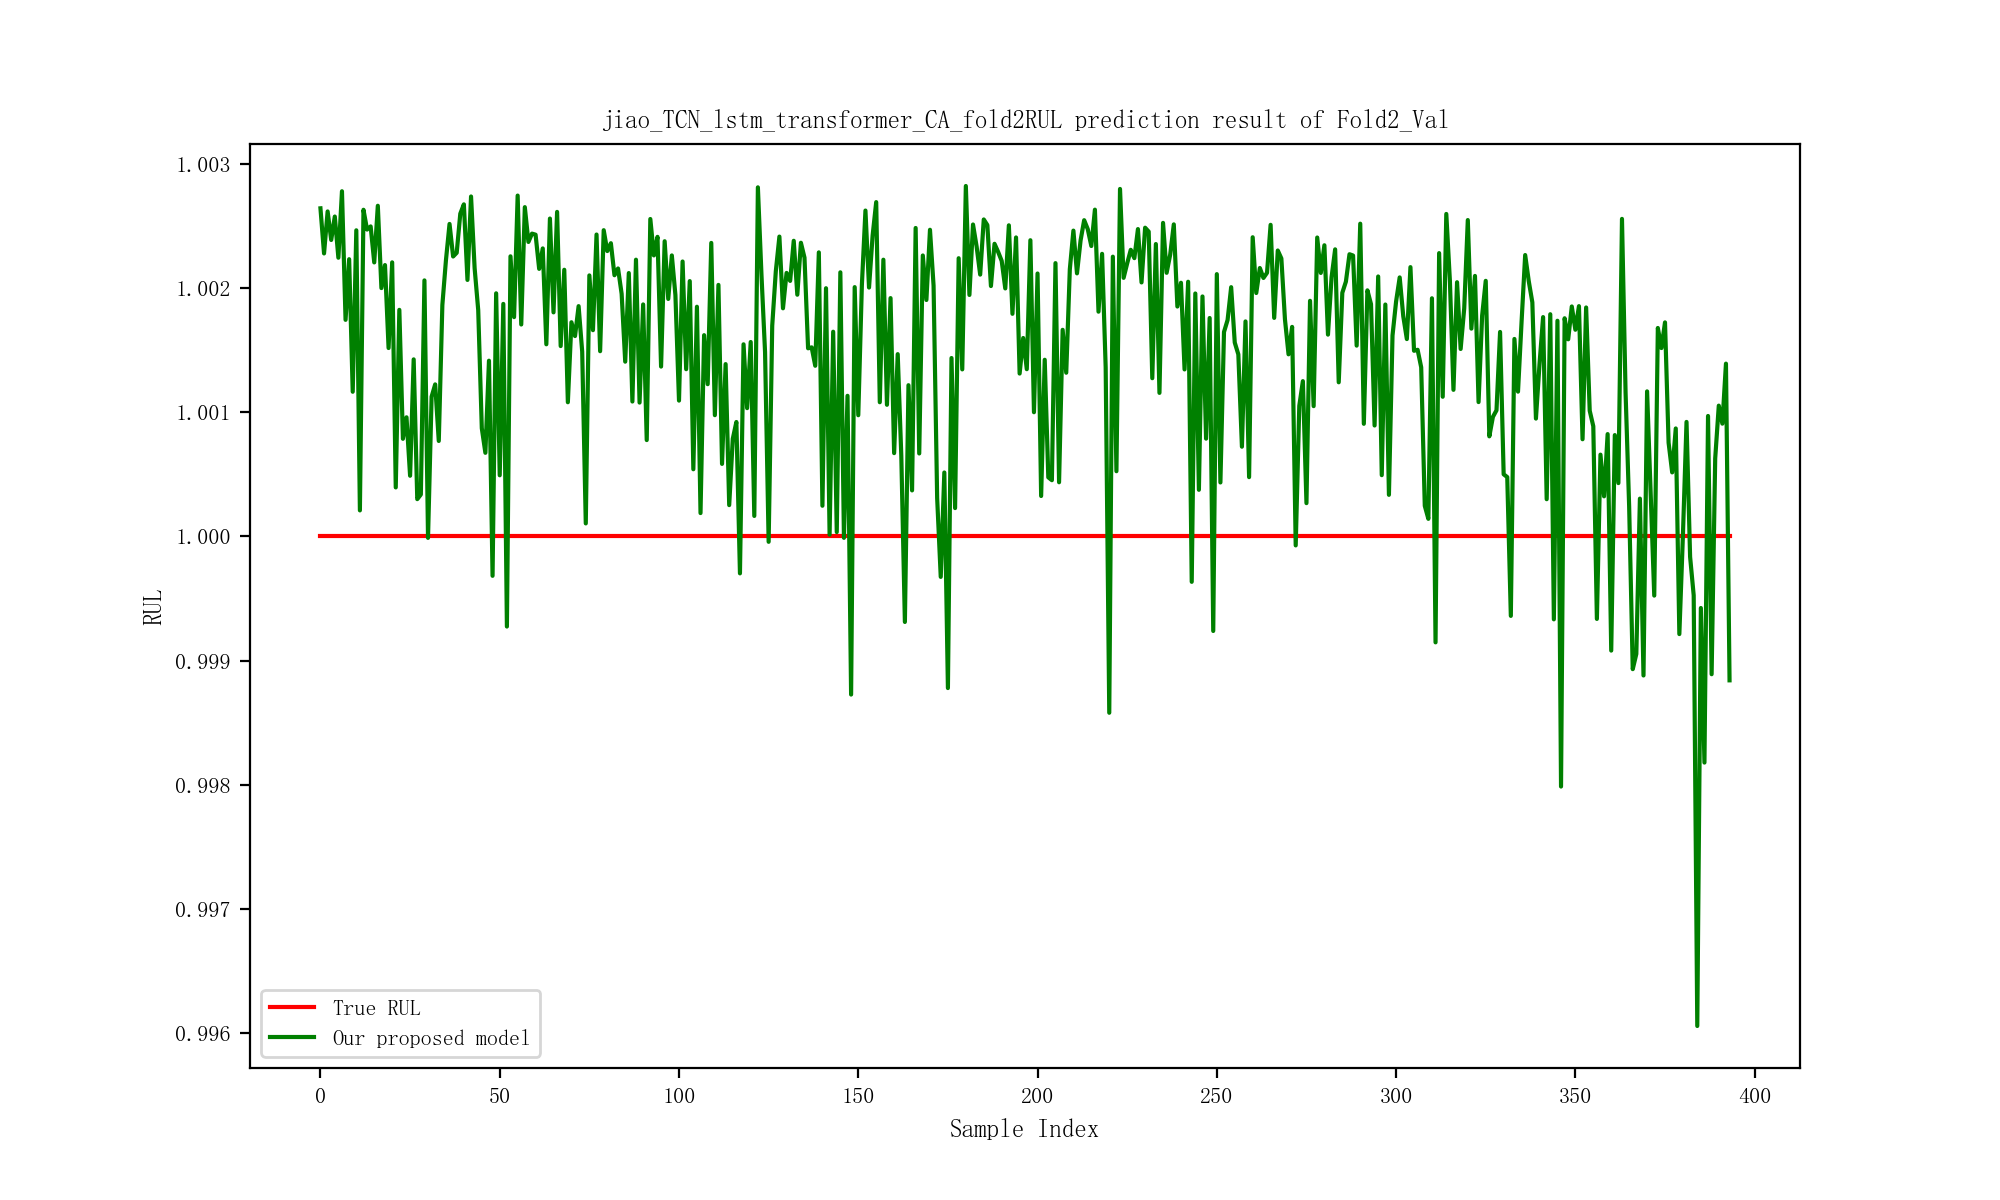 jiao_TCN_lstm_transformer_CA_fold2RUL prediction result of Fold2_Val
1.003
1.002
1.001
1.000
0.999
0.998
0.997
0.996
RUL
True RUL
Our proposed model
0 50 100 150 200 250 300 350 400
Sample Index